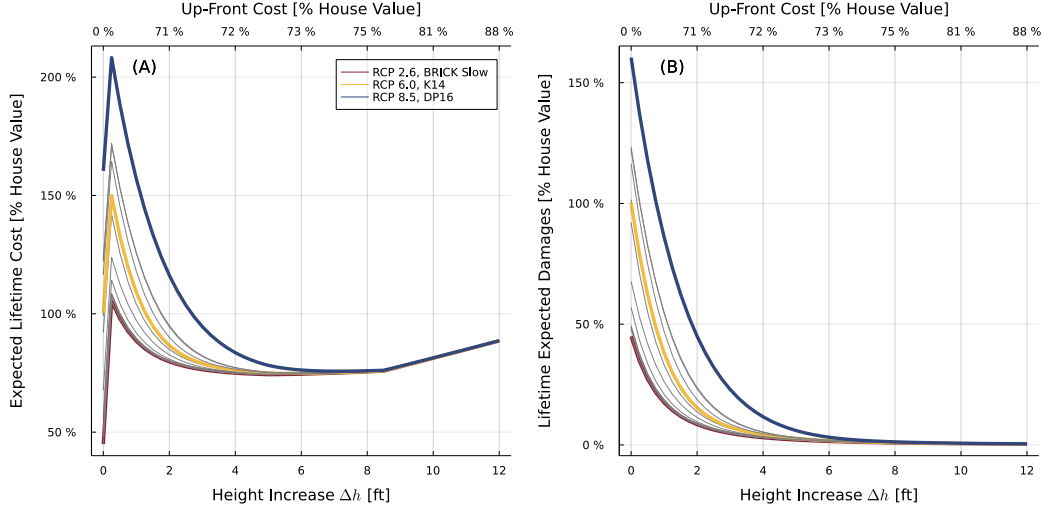 Up-Front Cost [% House Value]
0 % 71 % 72 % 73 % 75 % 81 % 88 %
(A)
RCP 2.6, BRICK Slow
RCP 6.0, K14
RCP 8.5, DP16
Expected Lifetime Cost [% House Value]
200 %
150 %
100 %
50 %
0 2 4 6 8 10 12
Height Increase Δh [ft]
Up-Front Cost [% House Value]
0 % 71 % 72 % 73 % 75 % 81 % 88 %
(B)
Lifetime Expected Damages [% House Value]
150 %
100 %
50 %
0 %
0 2 4 6 8 10 12
Height Increase Δh [ft]